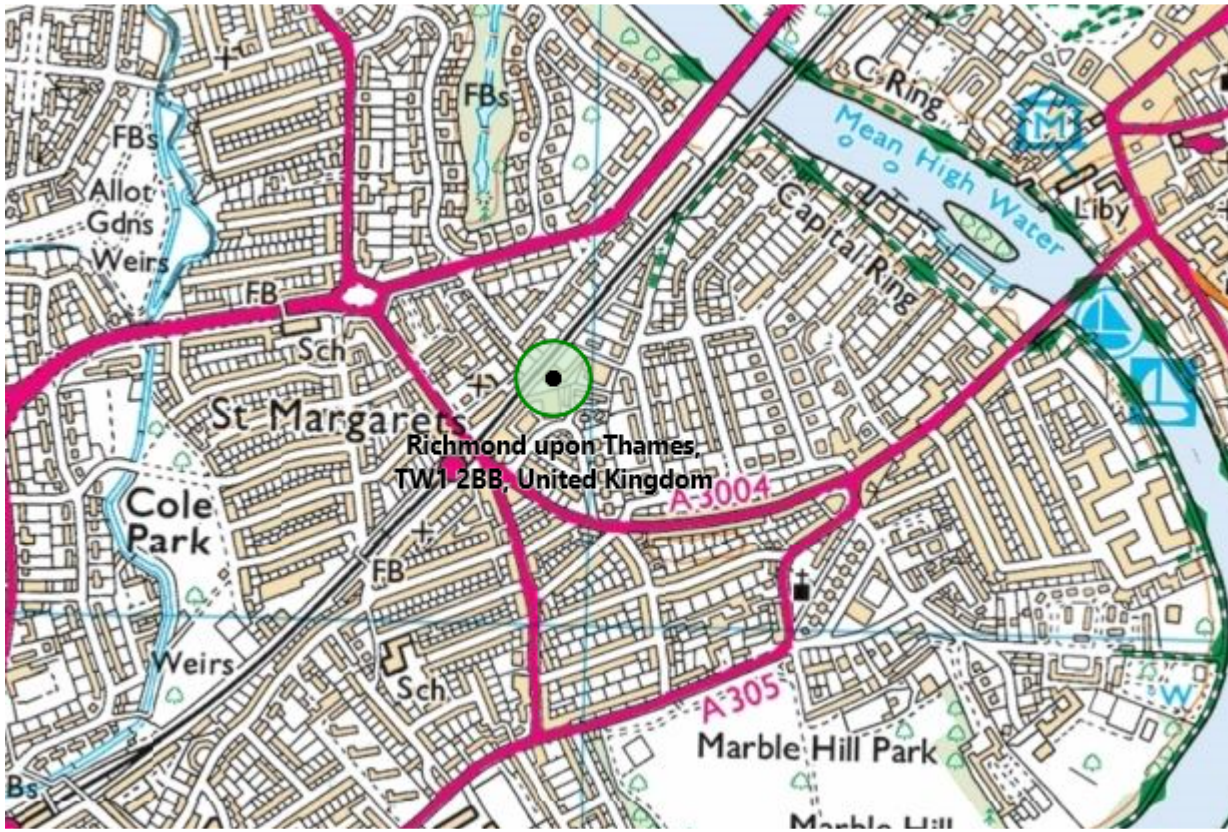 C Ring
FBs
M
Mean High Water
FBs
Allot
Gdns
Liby
Capital Ring
Weirs
FB
Sch
St Margarets
Richmond upon Thames,
TW1 2BB, United Kingdom
A 3004
Cole
Park
FB
Weirs
Sch
W
A 305
Marble Hill Park
Bs
Marble Hill